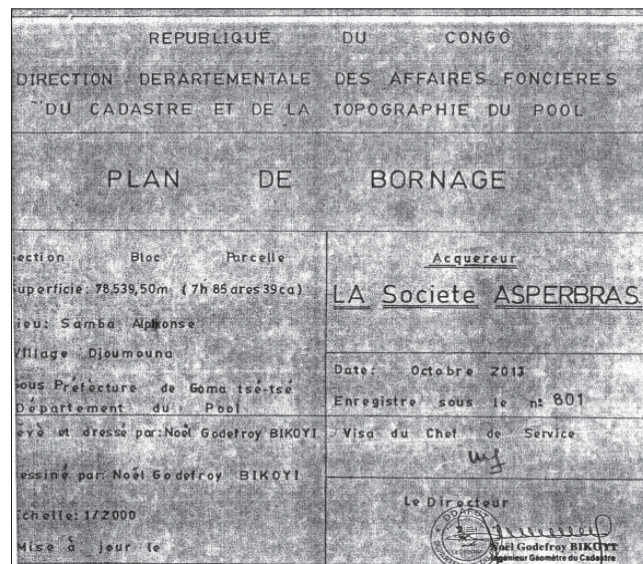 REPUBLIQUE DU CONGO
DIRECTION DERARTEMENTALE DES AFFAIRES FONCIERES
DU CADASTRE ET DE LA TOPOGRAPHIE DU POOL
PLAN DE BORNAGE
ection Bloc Parcelle
uperficie: 78.539,50m (7h 85 ares 39ca)
ieu: Samba Alphonse
Village Djoumouna
ous Préfecture de Goma tsé-tsé
Département du Pool
evé et dressé par: Noël Godefroy BIKOYI
essiné par: Noël Godefroy BIKOYI
chelle: 1/2000
Mise à jour le
Acquereur
LA Societe ASPERBRAS
Date: Octobre 2013
Enregistre sous le n: 801
Visa du Chef de Service
Le Directeur
Noël Godefroy BIKOYI
Ingénieur Géomètre du Cadastre